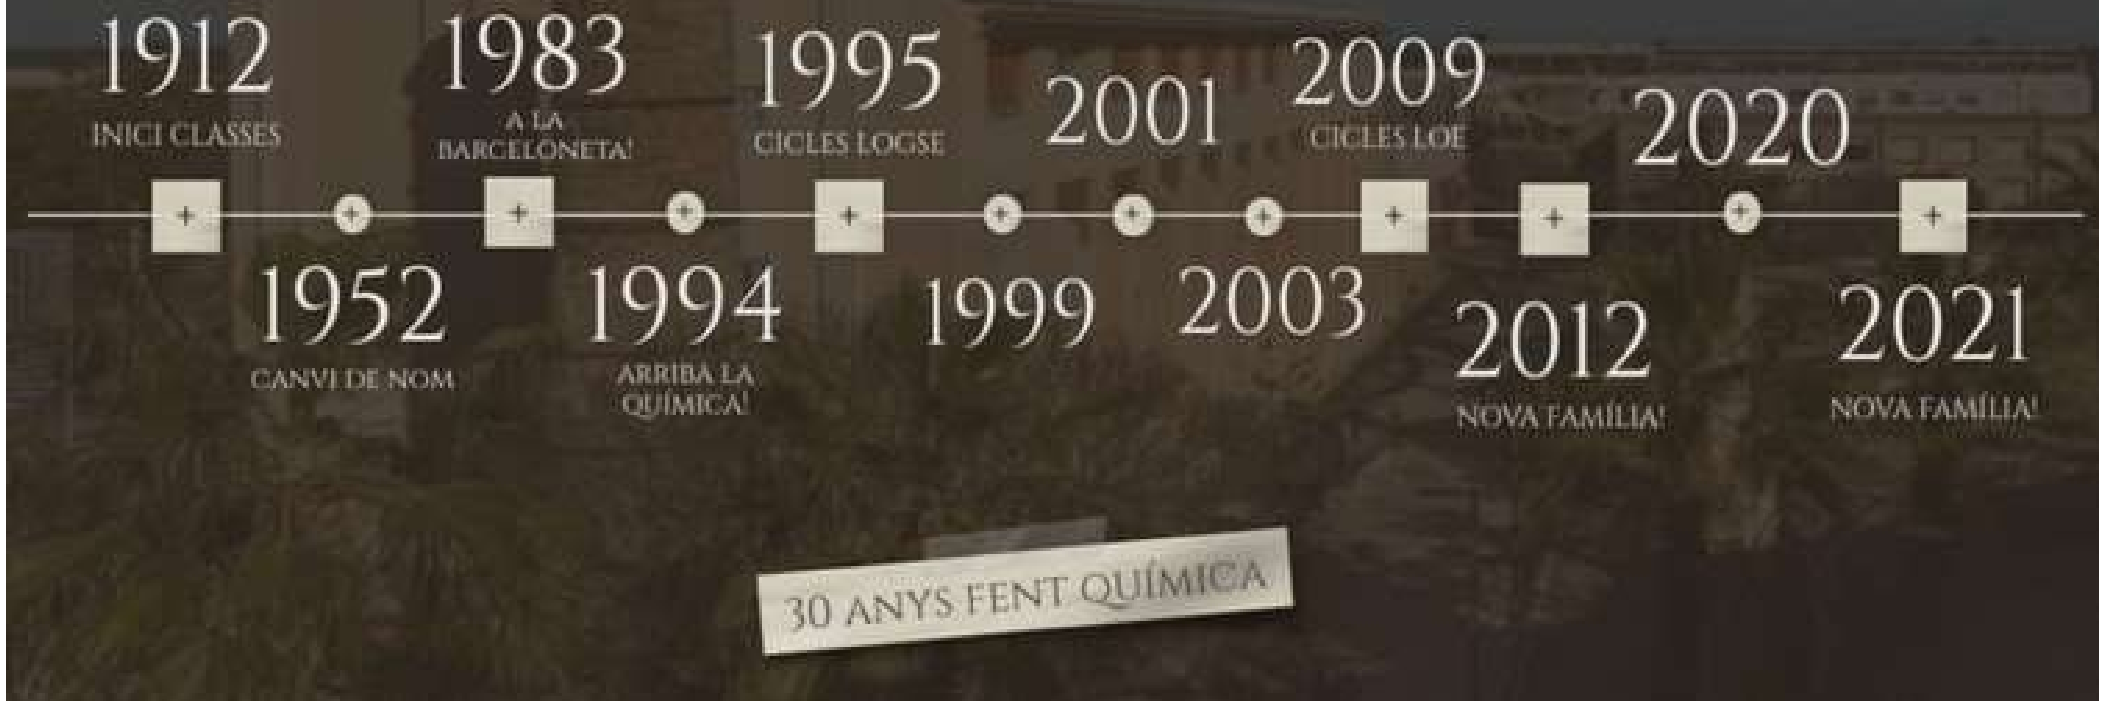 1912
INICI CLASSES
1952
CANVI DE NOM
1983
A LA
BARCELONETA!
1994
ARRIBA LA
QUÍMICA!
1995
CICLES LOGSE
1999
2001
2003
2009
CICLES LOE
2012
NOVA FAMÍLIA!
2020
2021
NOVA FAMÍLIA!
30 ANYS FENT QUÍMICA